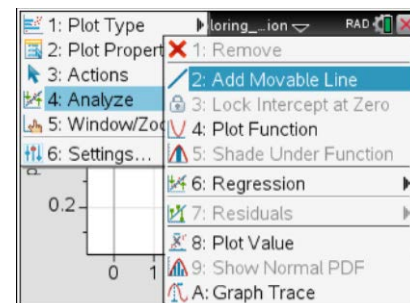 1: Plot Type
loring_...ion
RAD
2: Plot Propert
3: Actions
4: Analyze
5: Window/Zoo
6: Settings...
1: Remove
2: Add Movable Line
3: Lock Intercept at Zero
4: Plot Function
5: Shade Under Function
6: Regression
7: Residuals
8: Plot Value
9: Show Normal PDF
A: Graph Trace
0.2
0 1